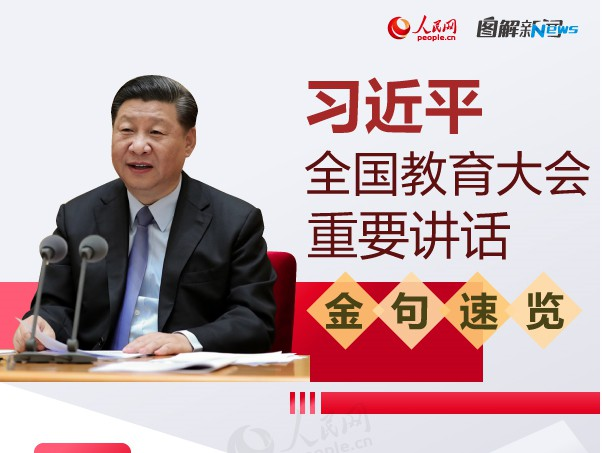 人民网 图解新闻 News
people.cn
习近平
全国教育大会
重要讲话
金句速览
人民网
people.cn